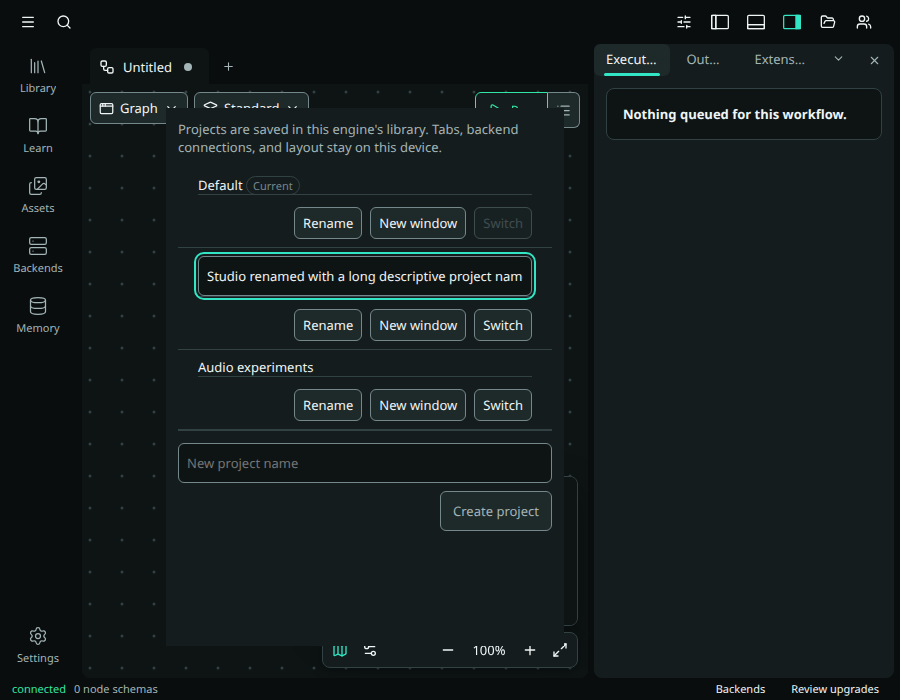 Untitled
Execut...
Out...
Extens...
Library
Learn
Assets
Backends
Memory
Settings
Graph
Standard
Nothing queued for this workflow.
Projects are saved in this engine's library. Tabs, backend
connections, and layout stay on this device.
Default Current
Rename New window Switch
Studio renamed with a long descriptive project nam
Rename New window Switch
Audio experiments
Rename New window Switch
New project name
Create project
100%
connected 0 node schemas
Backends Review upgrades